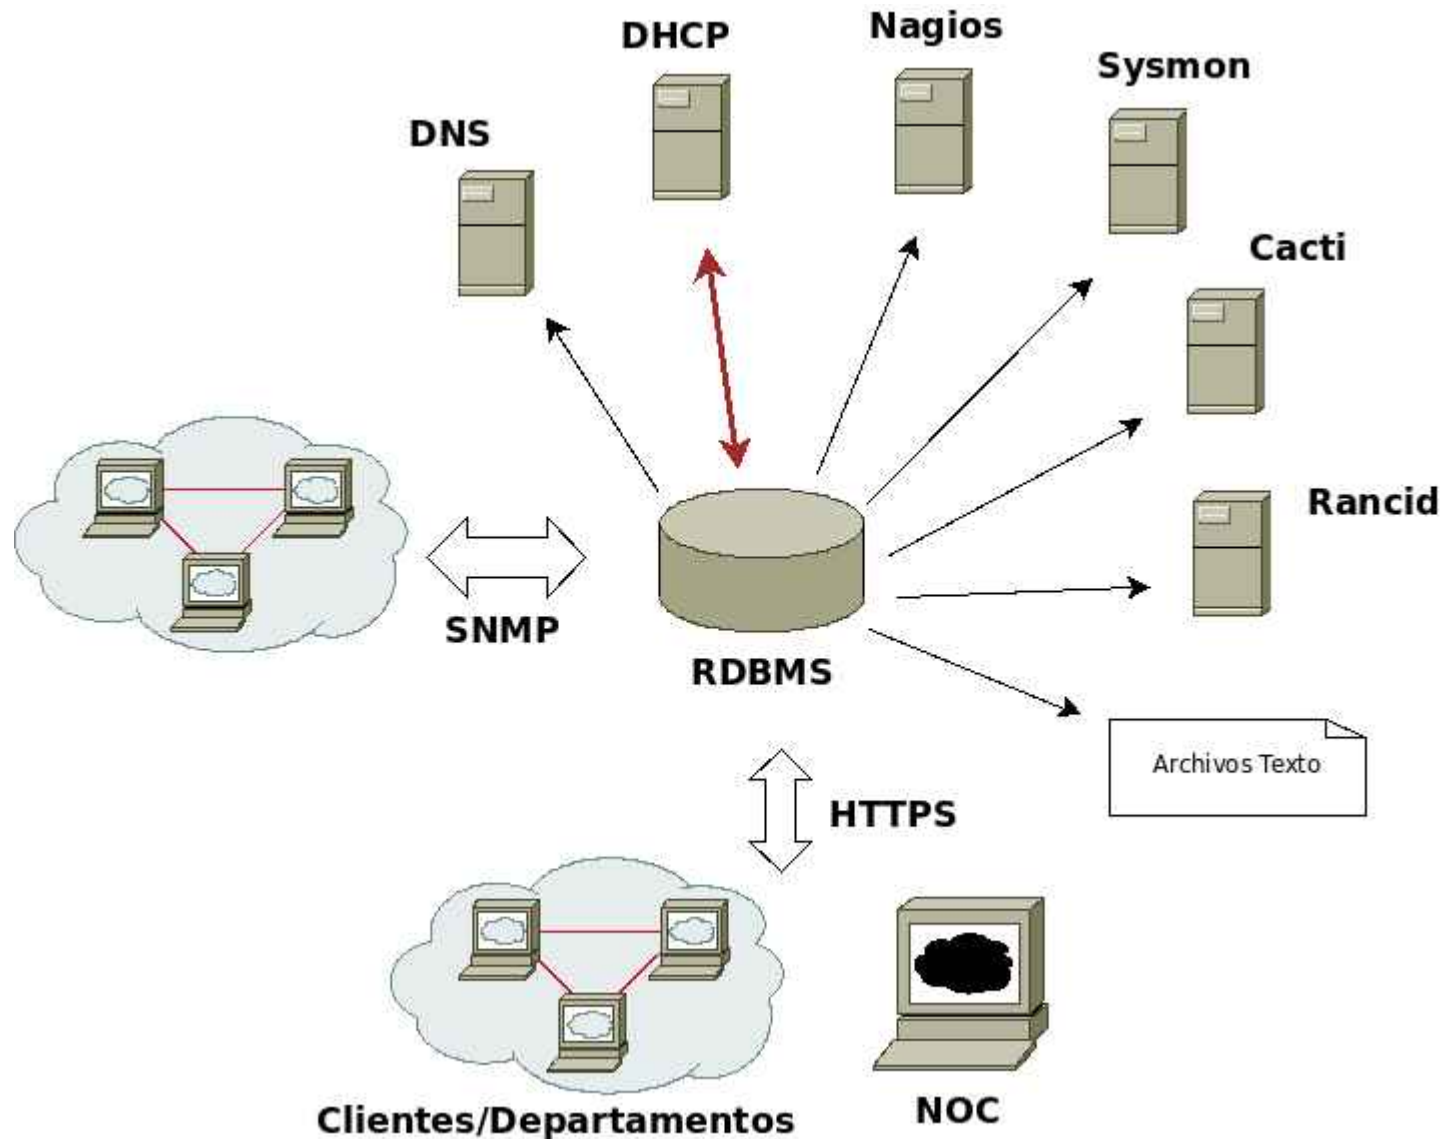 DHCP
Nagios
Sysmon
DNS
Cacti
Rancid
SNMP
RDBMS
Archivos Texto
HTTPS
Clientes/Departamentos
NOC